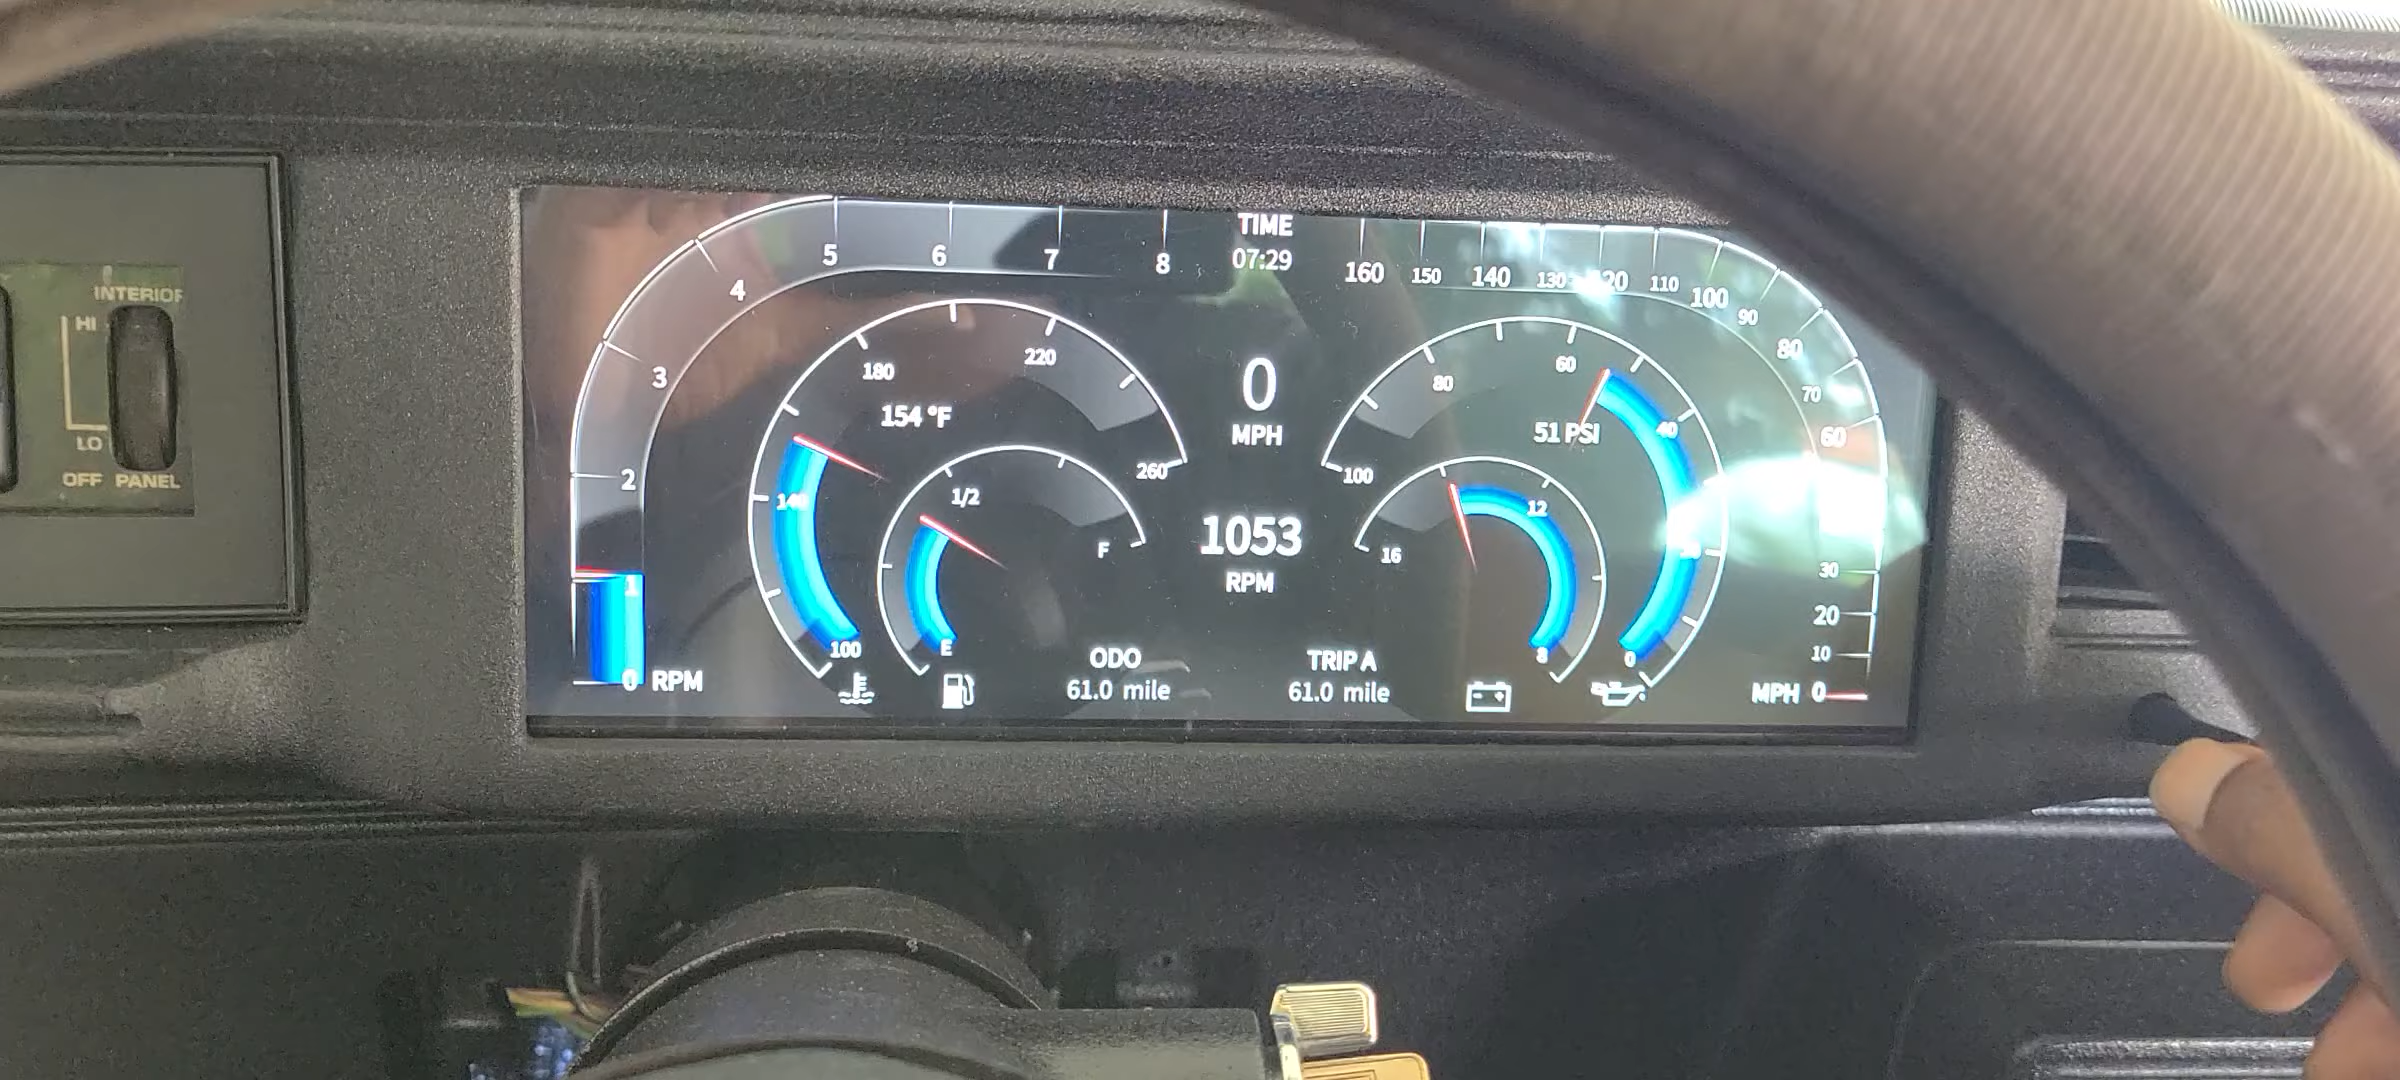 INTERIOR
HI
LO
OFF PANEL
5 6 7 8
4
3
2
1
0 RPM
TIME
07:29
160 150 140 130 120 110 100 90 80 70 60
30
20
10
MPH 0
180 220
154 °F
140
260
100
1/2
E
F
0
MPH
1053
RPM
ODO
61.0 mile
TRIP A
61.0 mile
60
80
51 PSI
40
100
0
12
16
8